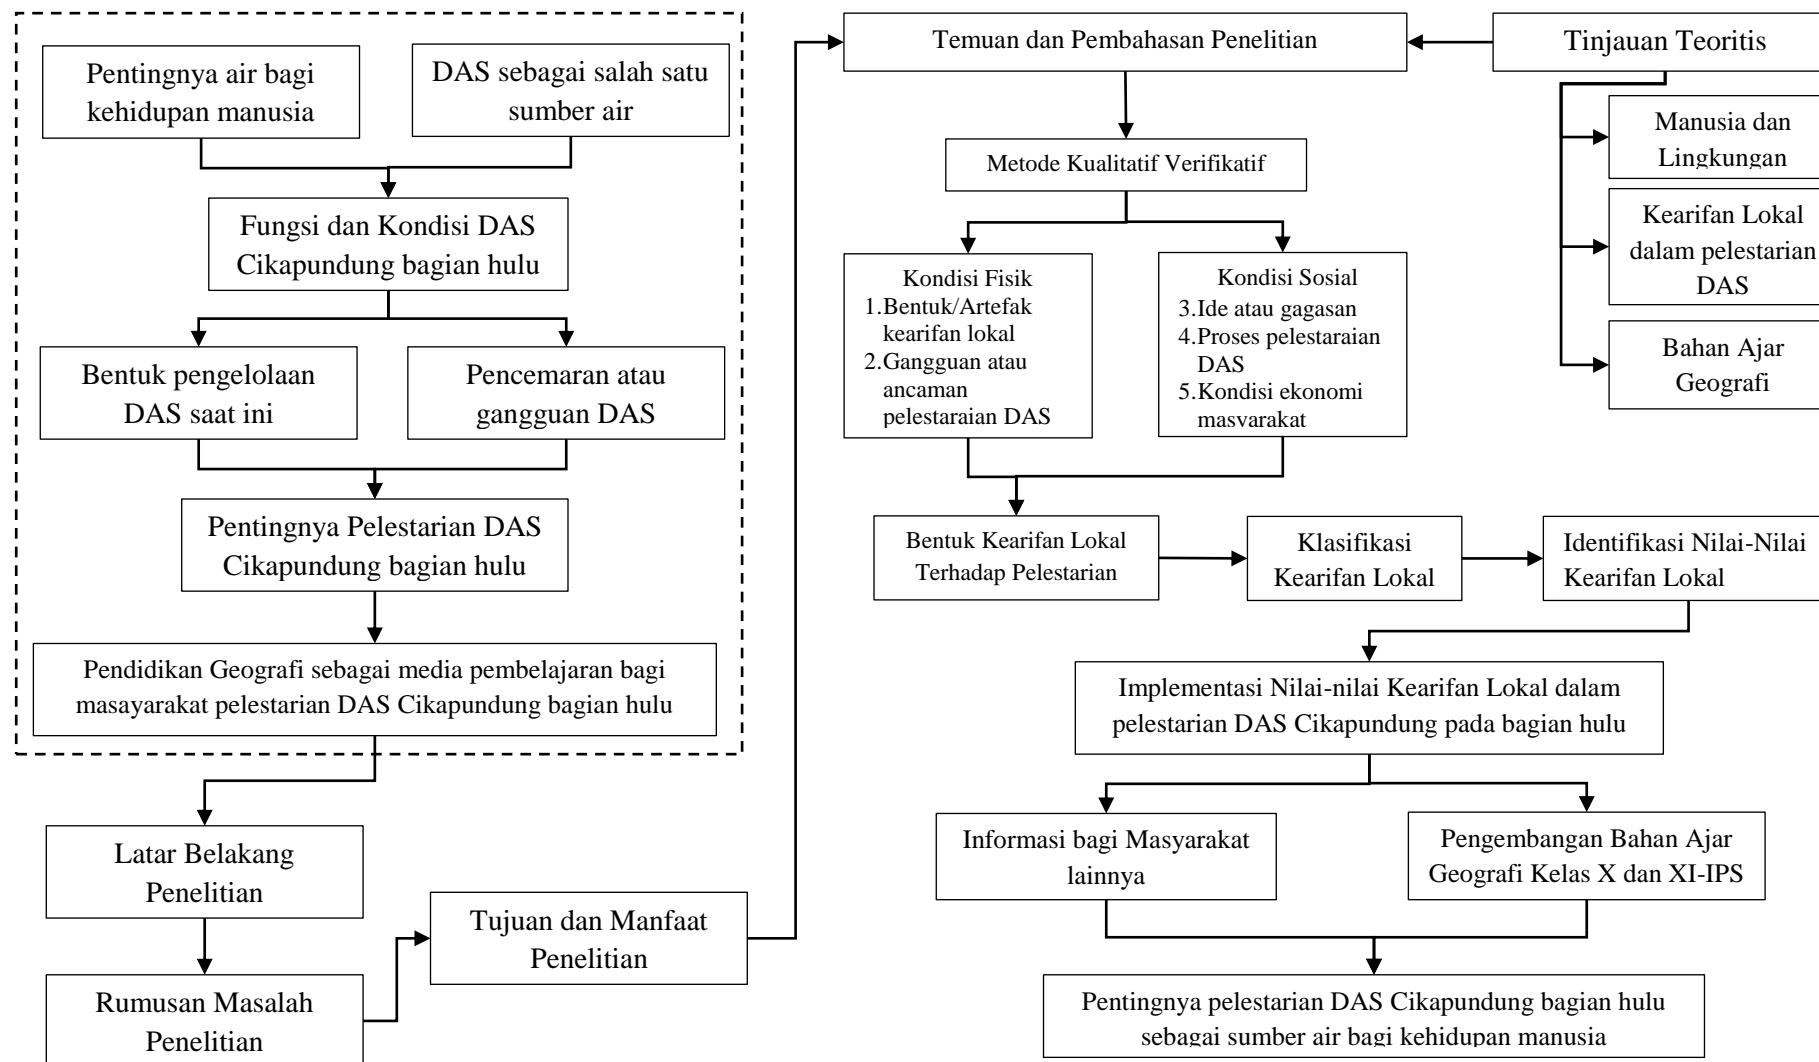 Pentingnya air bagi
kehidupan manusia
DAS sebagai salah satu
sumber air
Fungsi dan Kondisi DAS
Cikapundung bagian hulu
Bentuk pengelolaan
DAS saat ini
Pencemaran atau
gangguan DAS
Pentingnya Pelestarian DAS
Cikapundung bagian hulu
Pendidikan Geografi sebagai media pembelajaran bagi
masayarakat pelestarian DAS Cikapundung bagian hulu
Latar Belakang
Penelitian
Rumusan Masalah
Penelitian
Tujuan dan Manfaat
Penelitian
Temuan dan Pembahasan Penelitian
Tinjauan Teoritis
Manusia dan
Lingkungan
Kearifan Lokal
dalam pelestarian
DAS
Bahan Ajar
Geografi
Metode Kualitatif Verifikatif
Kondisi Fisik
1.Bentuk/Artefak
kearifan lokal
2.Gangguan atau
ancaman
pelestaraian DAS
Kondisi Sosial
3.Ide atau gagasan
4.Proses pelestaraian
DAS
5.Kondisi ekonomi
masyarakat
Bentuk Kearifan Lokal
Terhadap Pelestarian
Klasifikasi
Kearifan Lokal
Identifikasi Nilai-Nilai
Kearifan Lokal
Implementasi Nilai-nilai Kearifan Lokal dalam
pelestarian DAS Cikapundung pada bagian hulu
Informasi bagi Masyarakat
lainnya
Pengembangan Bahan Ajar
Geografi Kelas X dan XI-IPS
Pentingnya pelestarian DAS Cikapundung bagian hulu
sebagai sumber air bagi kehidupan manusia